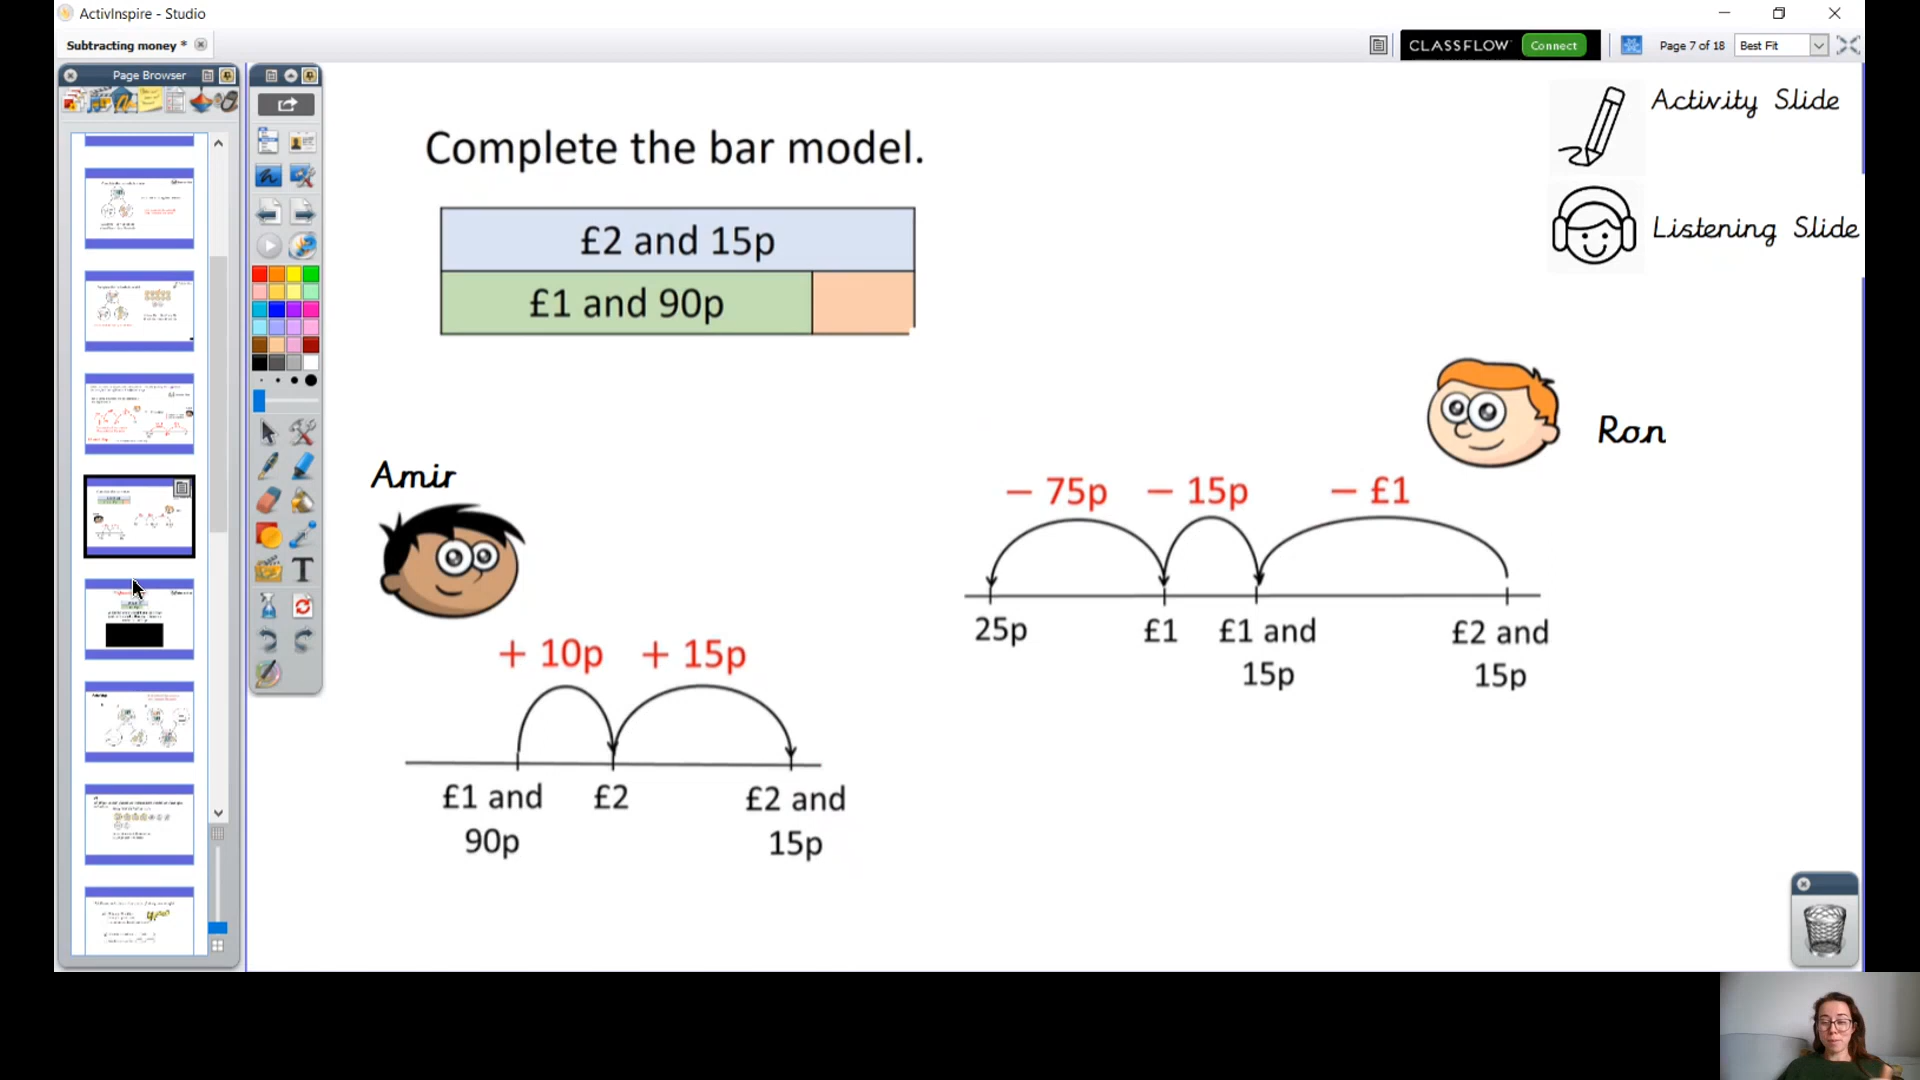 ActivInspire - Studio
Subtracting money *
CLASSFLOW Connect
Page 7 of 18
Best Fit
Page Browser
Activity Slide
Complete the bar model.
Listening Slide
£2 and 15p
£1 and 90p
Ron
Amir
− 75p − 15p − £1
25p £1 £1 and 15p £2 and 15p
+ 10p + 15p
£1 and 90p £2 £2 and 15p
T